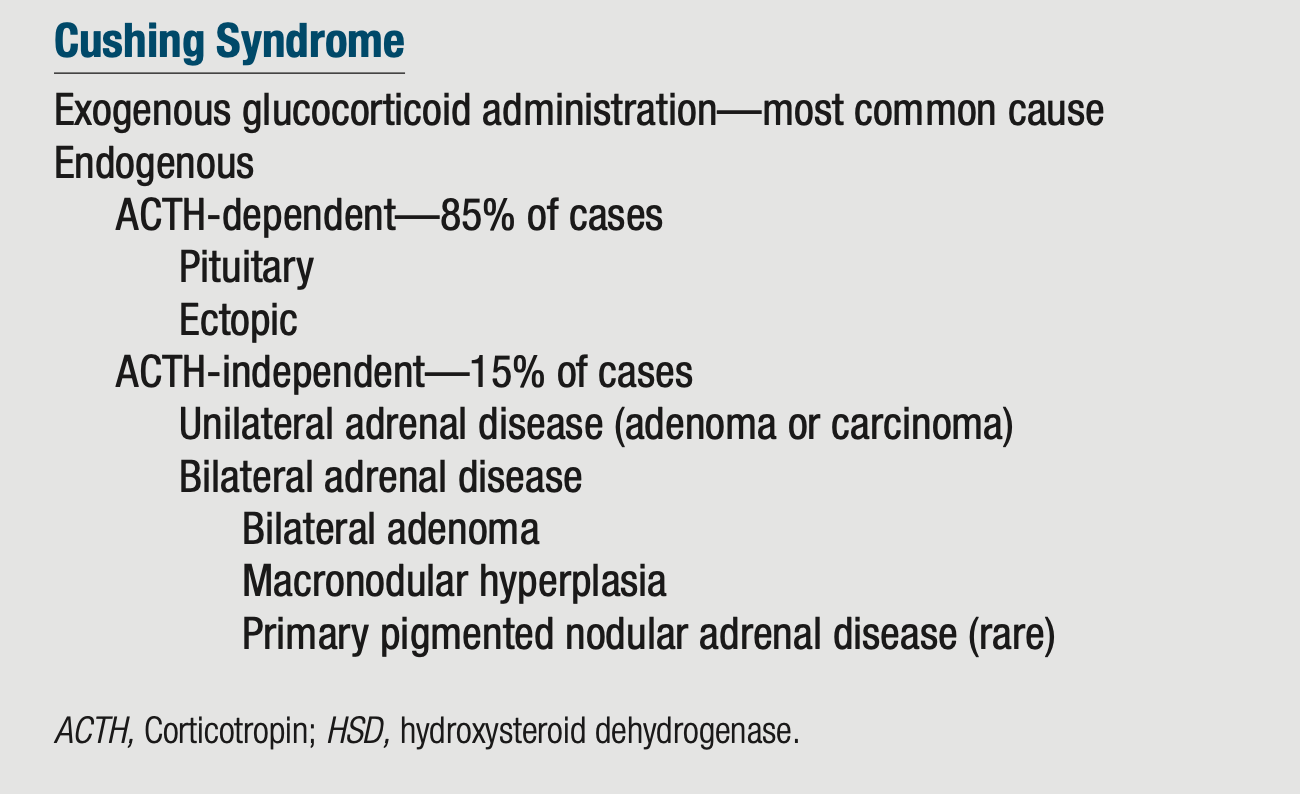 Cushing Syndrome
Exogenous glucocorticoid administration—most common cause
Endogenous
ACTH-dependent—85% of cases
Pituitary
Ectopic
ACTH-independent—15% of cases
Unilateral adrenal disease (adenoma or carcinoma)
Bilateral adrenal disease
Bilateral adenoma
Macronodular hyperplasia
Primary pigmented nodular adrenal disease (rare)
ACTH, Corticotropin; HSD, hydroxysteroid dehydrogenase.